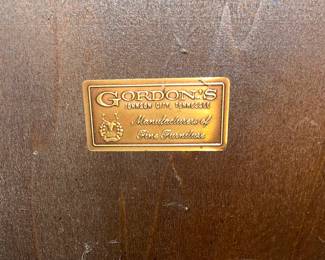 GORDON'S
JOHNSON CITY, TENNESSEE
Manufacturers of
Fine Furniture